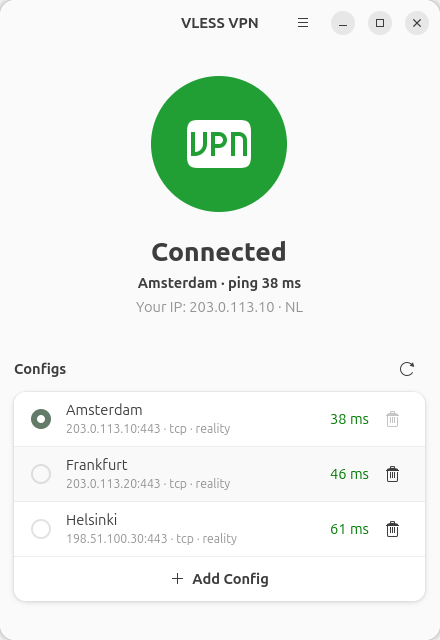 VLESS VPN
VPN
Connected
Amsterdam · ping 38 ms
Your IP: 203.0.113.10 · NL
Configs
Amsterdam
203.0.113.10:443 · tcp · reality
38 ms
Frankfurt
203.0.113.20:443 · tcp · reality
46 ms
Helsinki
198.51.100.30:443 · tcp · reality
61 ms
Add Config